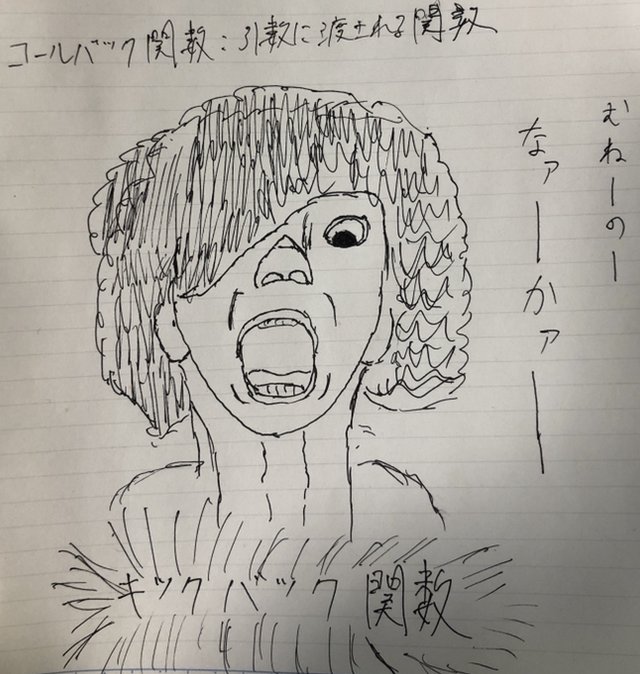 コールバック関数:引数に渡される関数
むねーのー
なァーかァー
キックバック関数